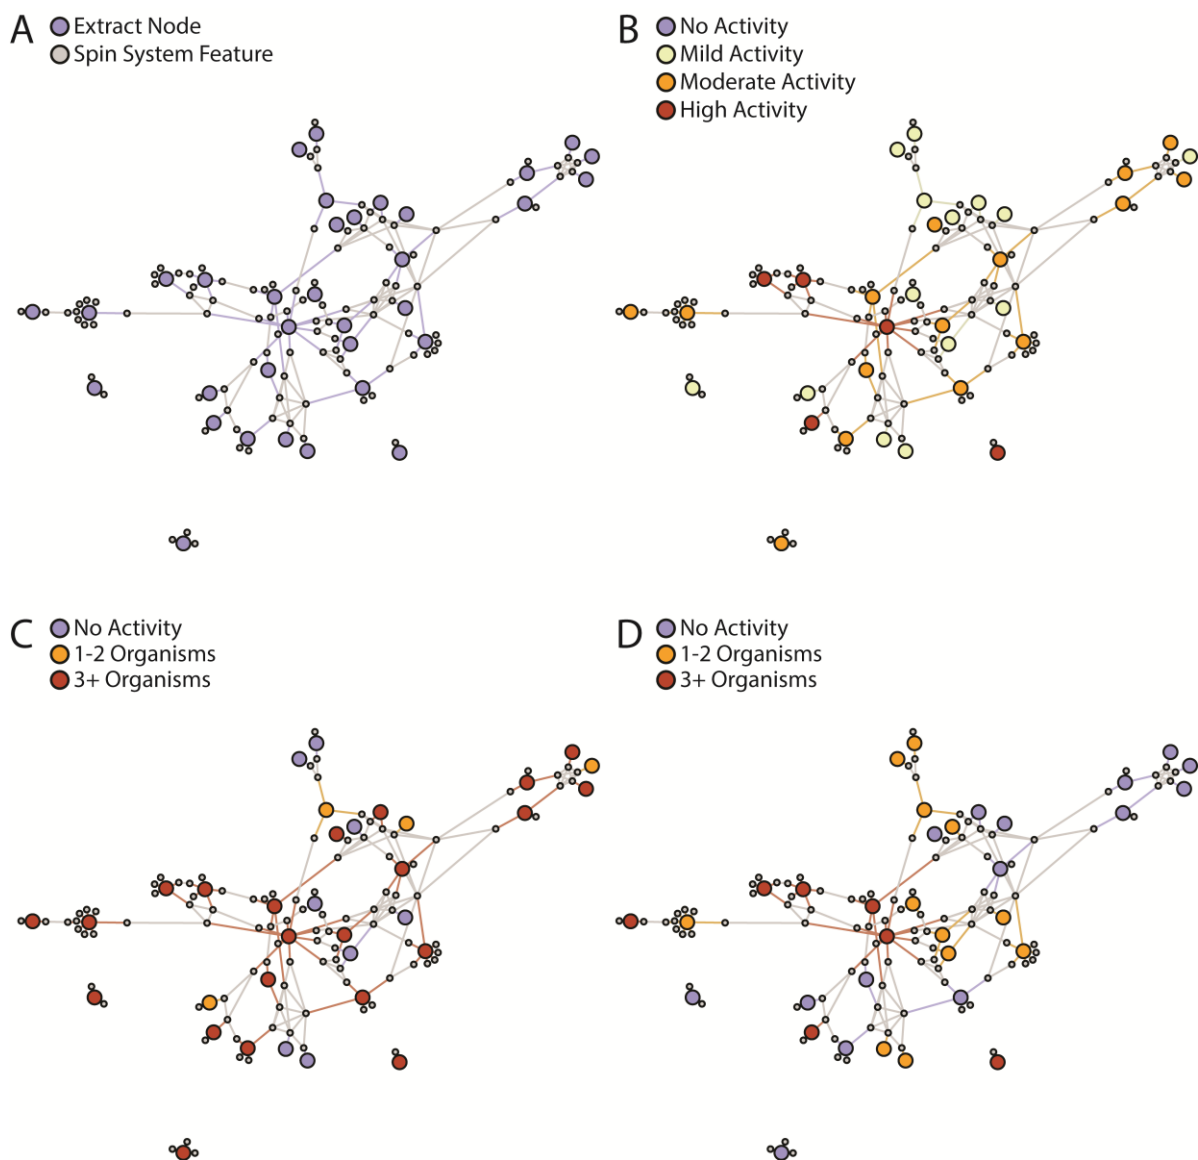 A
Extract Node
Spin System Feature
B
No Activity
Mild Activity
Moderate Activity
High Activity
C
No Activity
1-2 Organisms
3+ Organisms
D
No Activity
1-2 Organisms
3+ Organisms